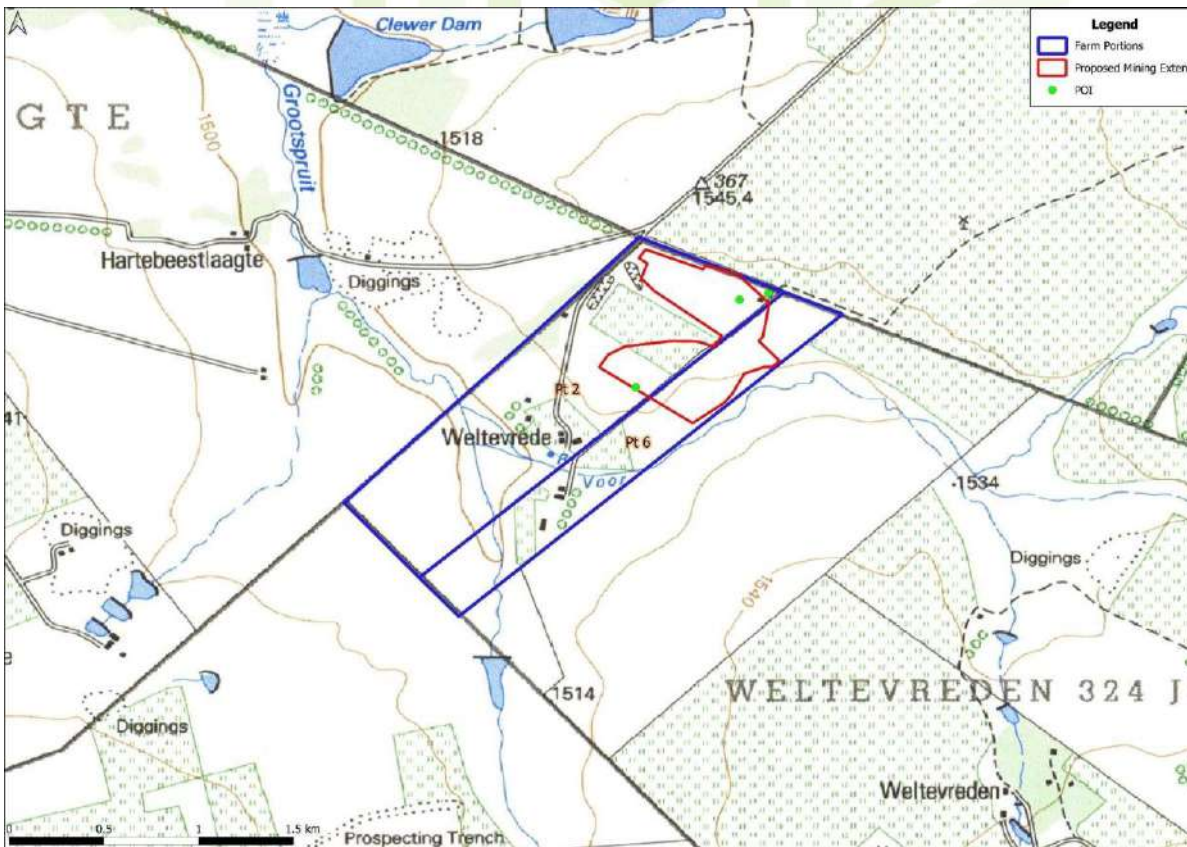 Clewer Dam
Legend
Farm Portions
Proposed Mining Exten
POI
GTE
1500
Grootspruit
1518
367
1545,4
Hartebeestlaagte
Diggings
Pt 2
41
Weltevrede
Pt 6
B
Voor
1534
Diggings
Diggings
1540
e
1514
WELTEVREDEN 324 J
Diggings
Weltevreden
0 0.5 1 1.5 km
Prospecting Trench